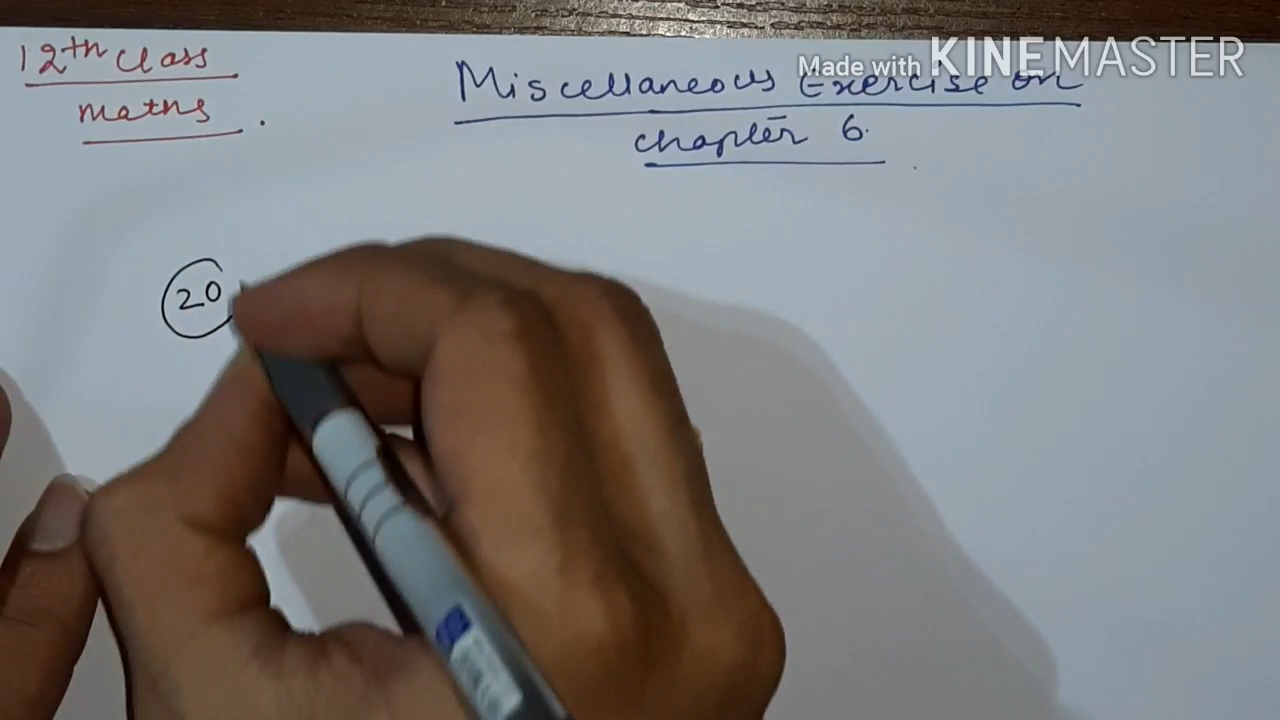 12th Class
maths.
Made with KINEMASTER
Miscellaneous Exercise on
chapter 6.
20